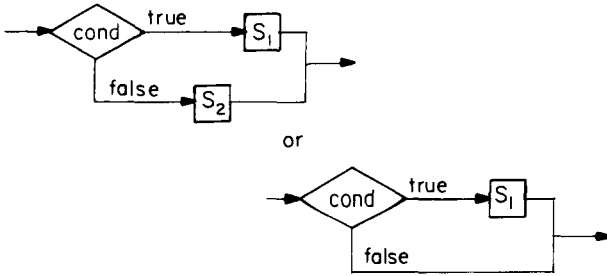 cond true S₁
false S₂
or
cond true S₁
false